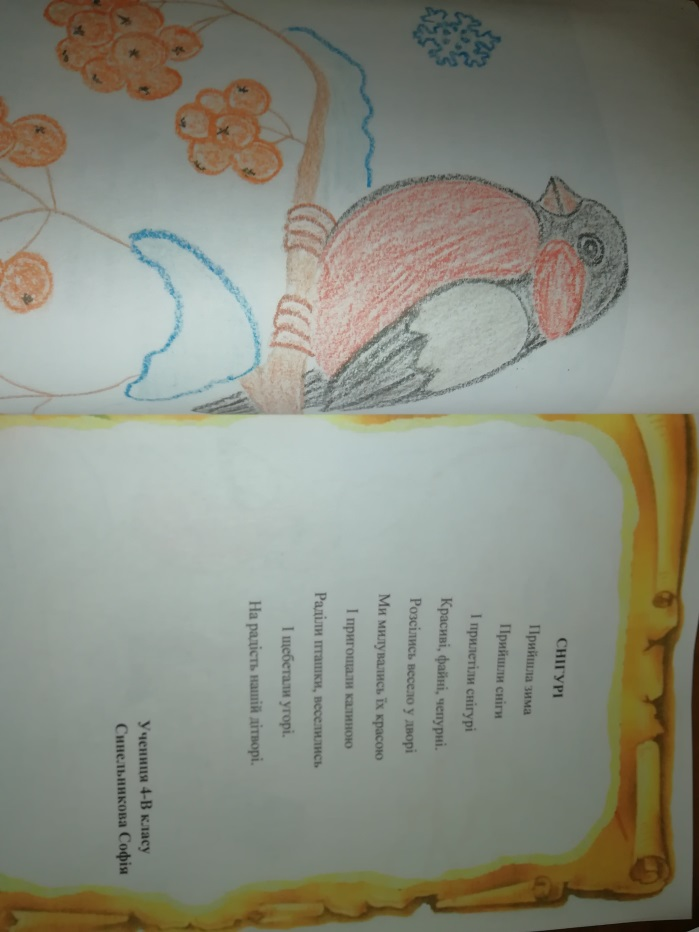 СНІГУРІ
Прийшла зима
Прийшли сніги
І прилетіли снігурі
Красиві, файні, чепурні.
Розсілись весело у дворі
Ми милувались їх красою
І пригощали калиною
Раділи пташки, веселились
І щебетали угорі.
На радість нашій дітворі.
Учениця 4-В класу
Синельникова Софія